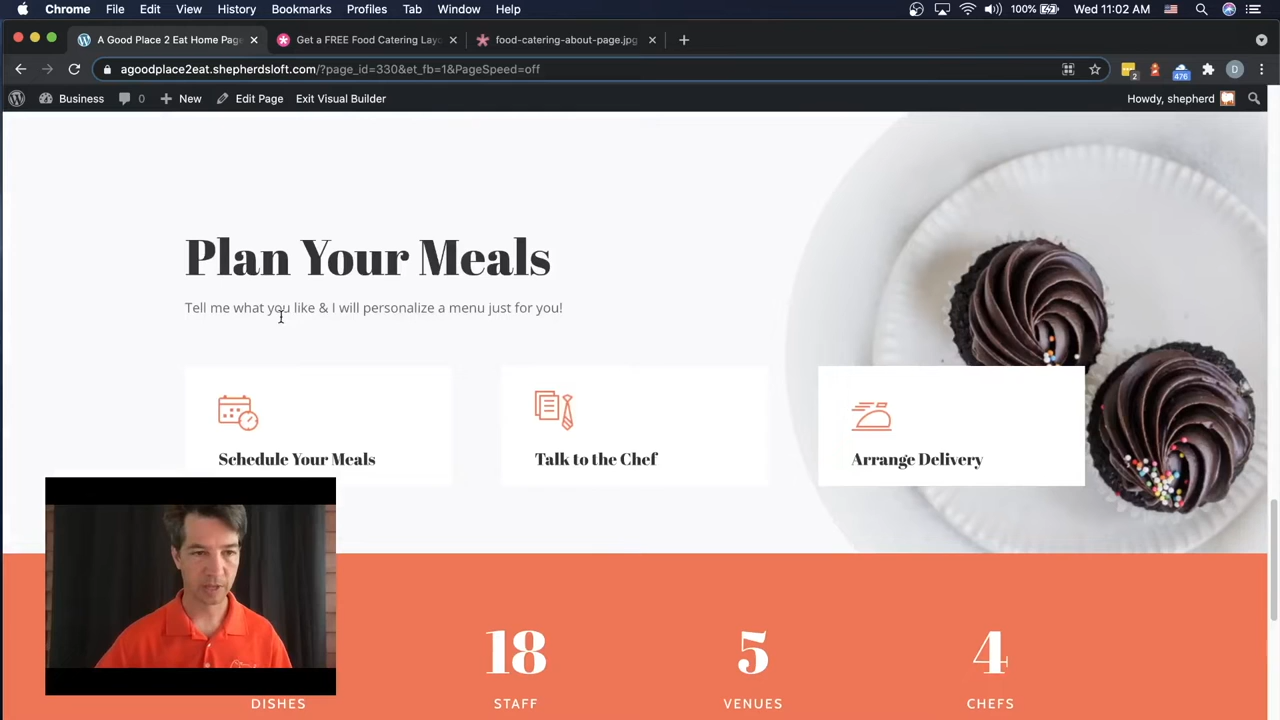 Chrome File Edit View History Bookmarks Profiles Tab Window Help 100% Wed 11:02 AM
A Good Place 2 Eat Home Pag Get a FREE Food Catering Layo food-catering-about-page.jpg
agoodplace2eat.shepherdsloft.com/?page_id=330&et_fb=1&PageSpeed=off 2 476 D
Business 0 New Edit Page Exit Visual Builder Howdy, shepherd
Plan Your Meals
Tell me what you like & I will personalize a menu just for you!
Schedule Your Meals Talk to the Chef Arrange Delivery
18 5 4
DISHES STAFF VENUES CHEFS